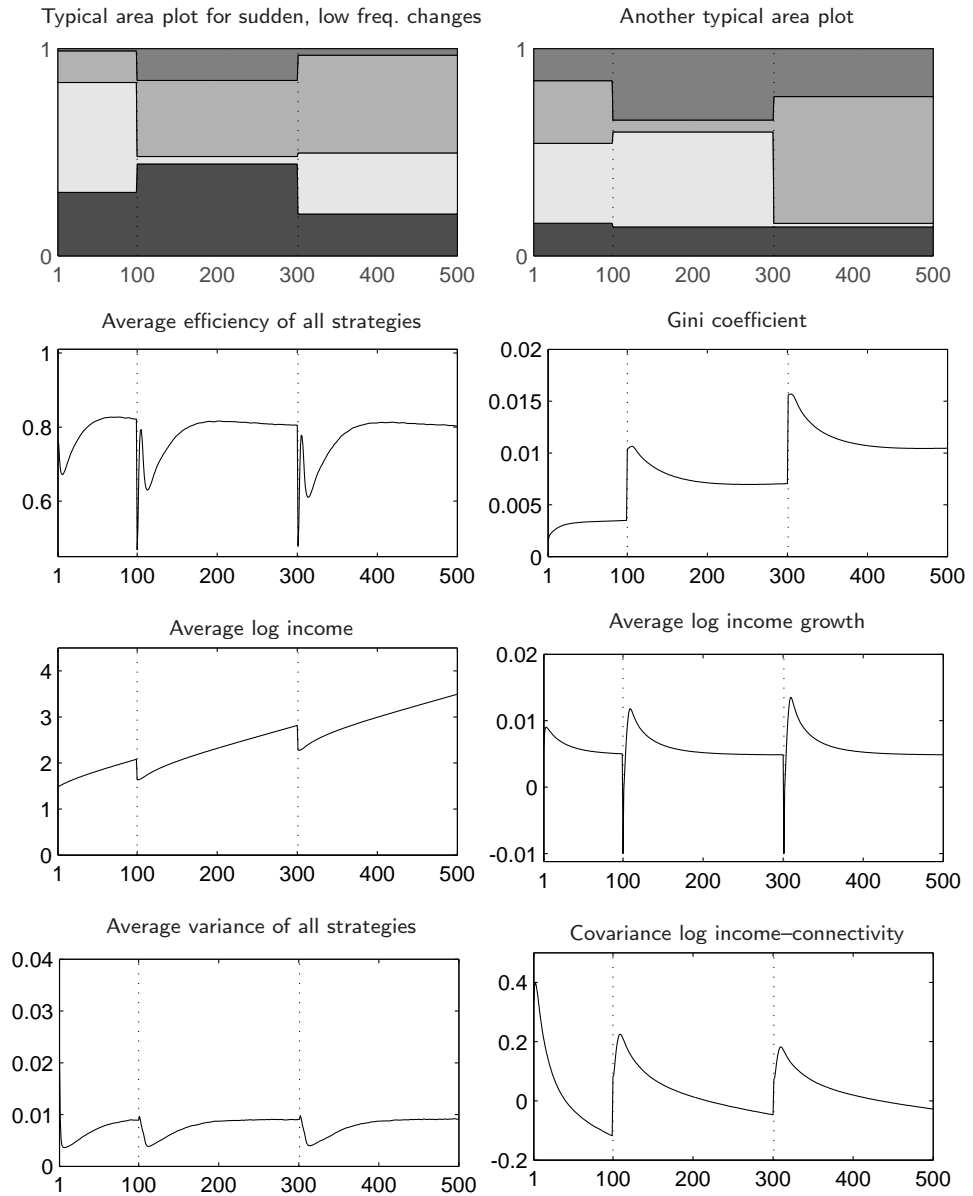 Typical area plot for sudden, low freq. changes
1
0
1 100 200 300 400 500
Another typical area plot
1
0
1 100 200 300 400 500
Average efficiency of all strategies
1
0.8
0.6
1 100 200 300 400 500
Gini coefficient
0.02
0.015
0.01
0.005
0
1 100 200 300 400 500
Average log income
4
3
2
1
0
1 100 200 300 400 500
Average log income growth
0.02
0.01
0
-0.01
1 100 200 300 400 500
Average variance of all strategies
0.04
0.03
0.02
0.01
0
1 100 200 300 400 500
Covariance log income–connectivity
0.4
0.2
0
-0.2
1 100 200 300 400 500